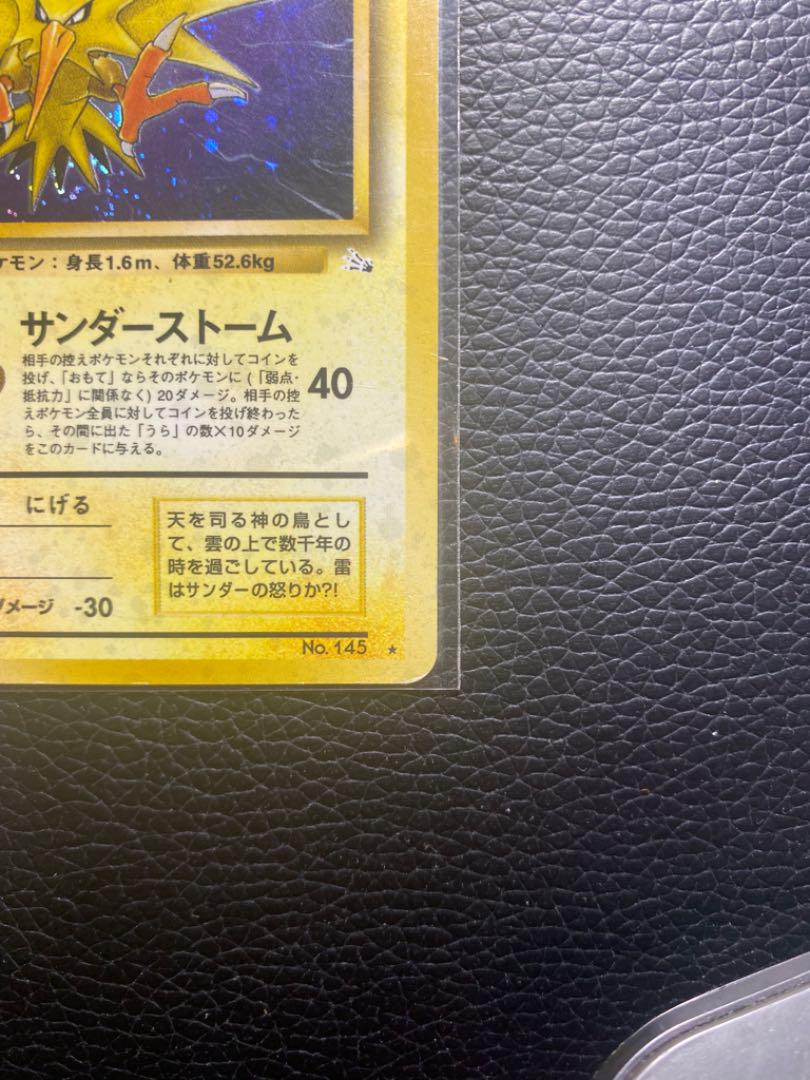 ケモン：身長1.6m、体重52.6kg
サンダーストーム
相手の控えポケモンそれぞれに対してコインを
投げ、「おもて」ならそのポケモンに(「弱点・
抵抗力」に関係なく)20ダメージ。相手の控
えポケモン全員に対してコインを投げ終わった
ら、その間に出た「うら」の数×10ダメージ
をこのカードに与える。
40
にげる
天を司る神の鳥とし
て、雲の上で数千年の
時を過ごしている。雷
はサンダーの怒りか?!
ダメージ -30
No. 145 ★